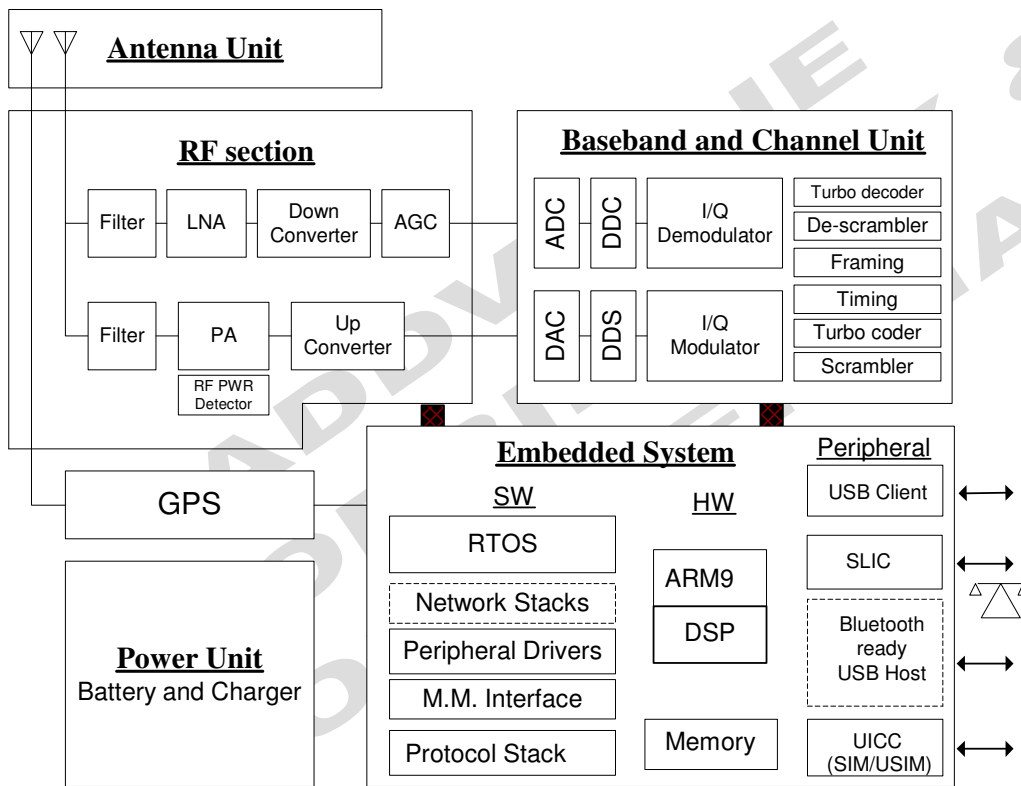 Antenna Unit
RF section
Filter
LNA
Down
Converter
AGC
Filter
PA
Up
Converter
RF PWR
Detector
Baseband and Channel Unit
ADC
DDC
I/Q
Demodulator
Turbo decoder
De-scrambler
Framing
Timing
Turbo coder
Scrambler
DAC
DDS
I/Q
Modulator
GPS
Power Unit
Battery and Charger
Embedded System
SW
RTOS
Network Stacks
Peripheral Drivers
M.M. Interface
Protocol Stack
HW
ARM9
DSP
Memory
Peripheral
USB Client
SLIC
Bluetooth
ready
USB Host
UICC
(SIM/USIM)